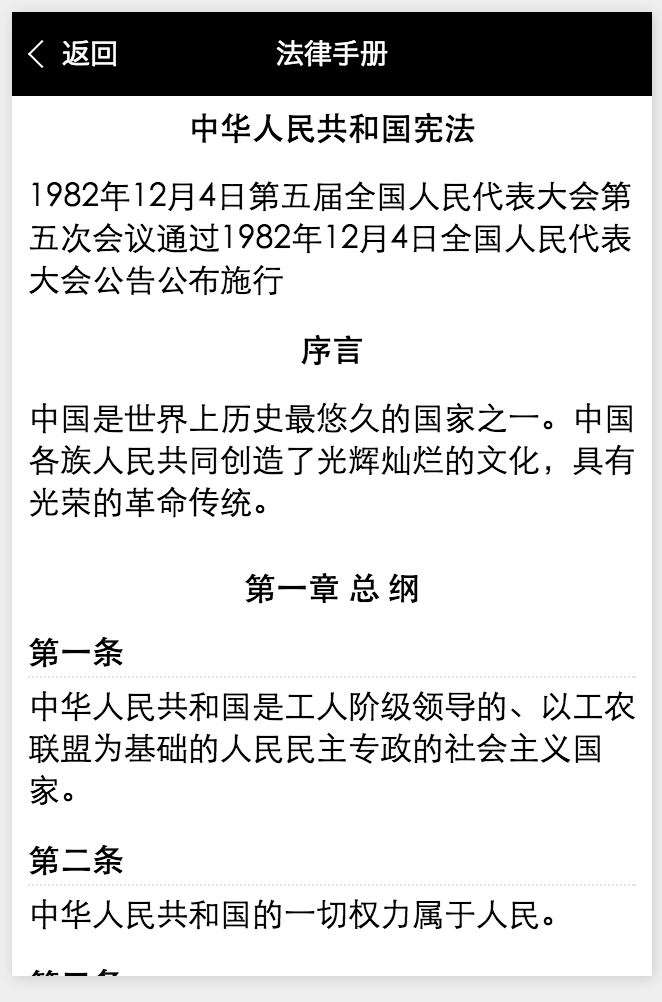 返回
法律手册
中华人民共和国宪法
1982年12月4日第五届全国人民代表大会第
五次会议通过1982年12月4日全国人民代表
大会公告公布施行
序言
中国是世界上历史最悠久的国家之一。中国
各族人民共同创造了光辉灿烂的文化，具有
光荣的革命传统。
第一章 总 纲
第一条
中华人民共和国是工人阶级领导的、以工农
联盟为基础的人民民主专政的社会主义国
家。
第二条
中华人民共和国的一切权力属于人民。